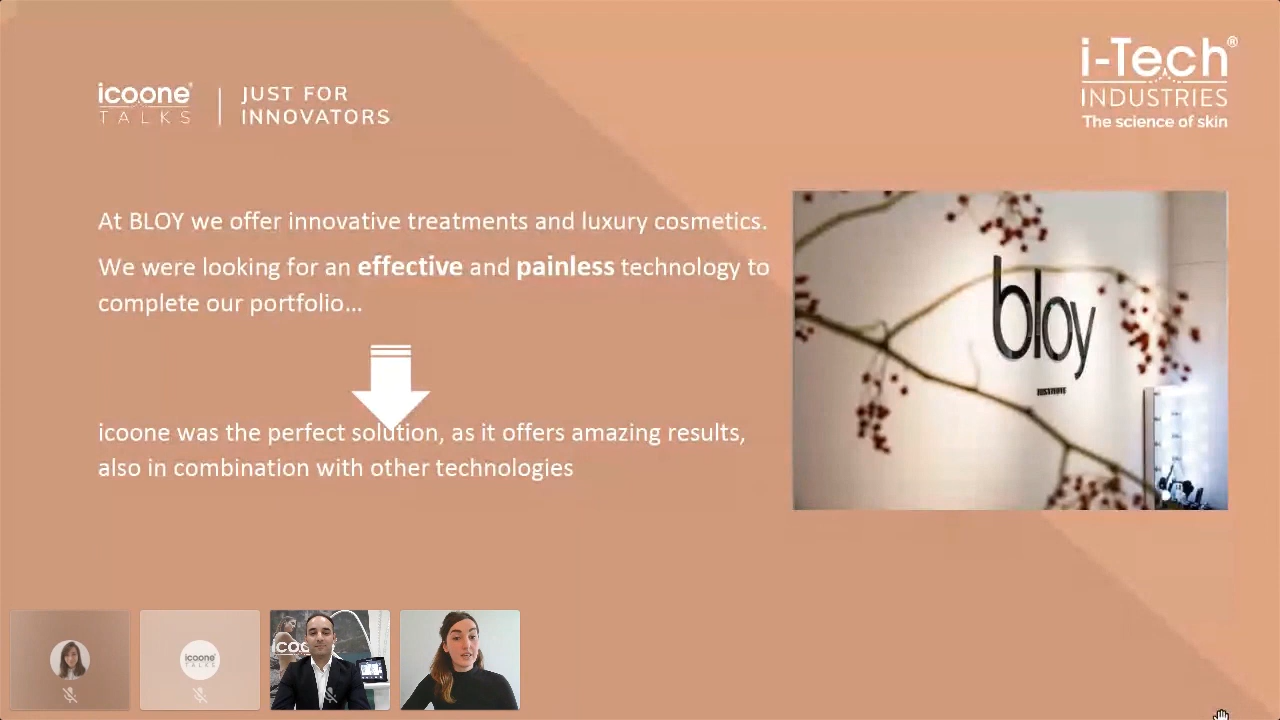 icoone®
TALKS
JUST FOR
INNOVATORS
i-Tech®
INDUSTRIES
The science of skin
At BLOY we offer innovative treatments and luxury cosmetics.
We were looking for an effective and painless technology to
complete our portfolio...
icoone was the perfect solution, as it offers amazing results,
also in combination with other technologies
bloy
icoone
TALKS
icoo